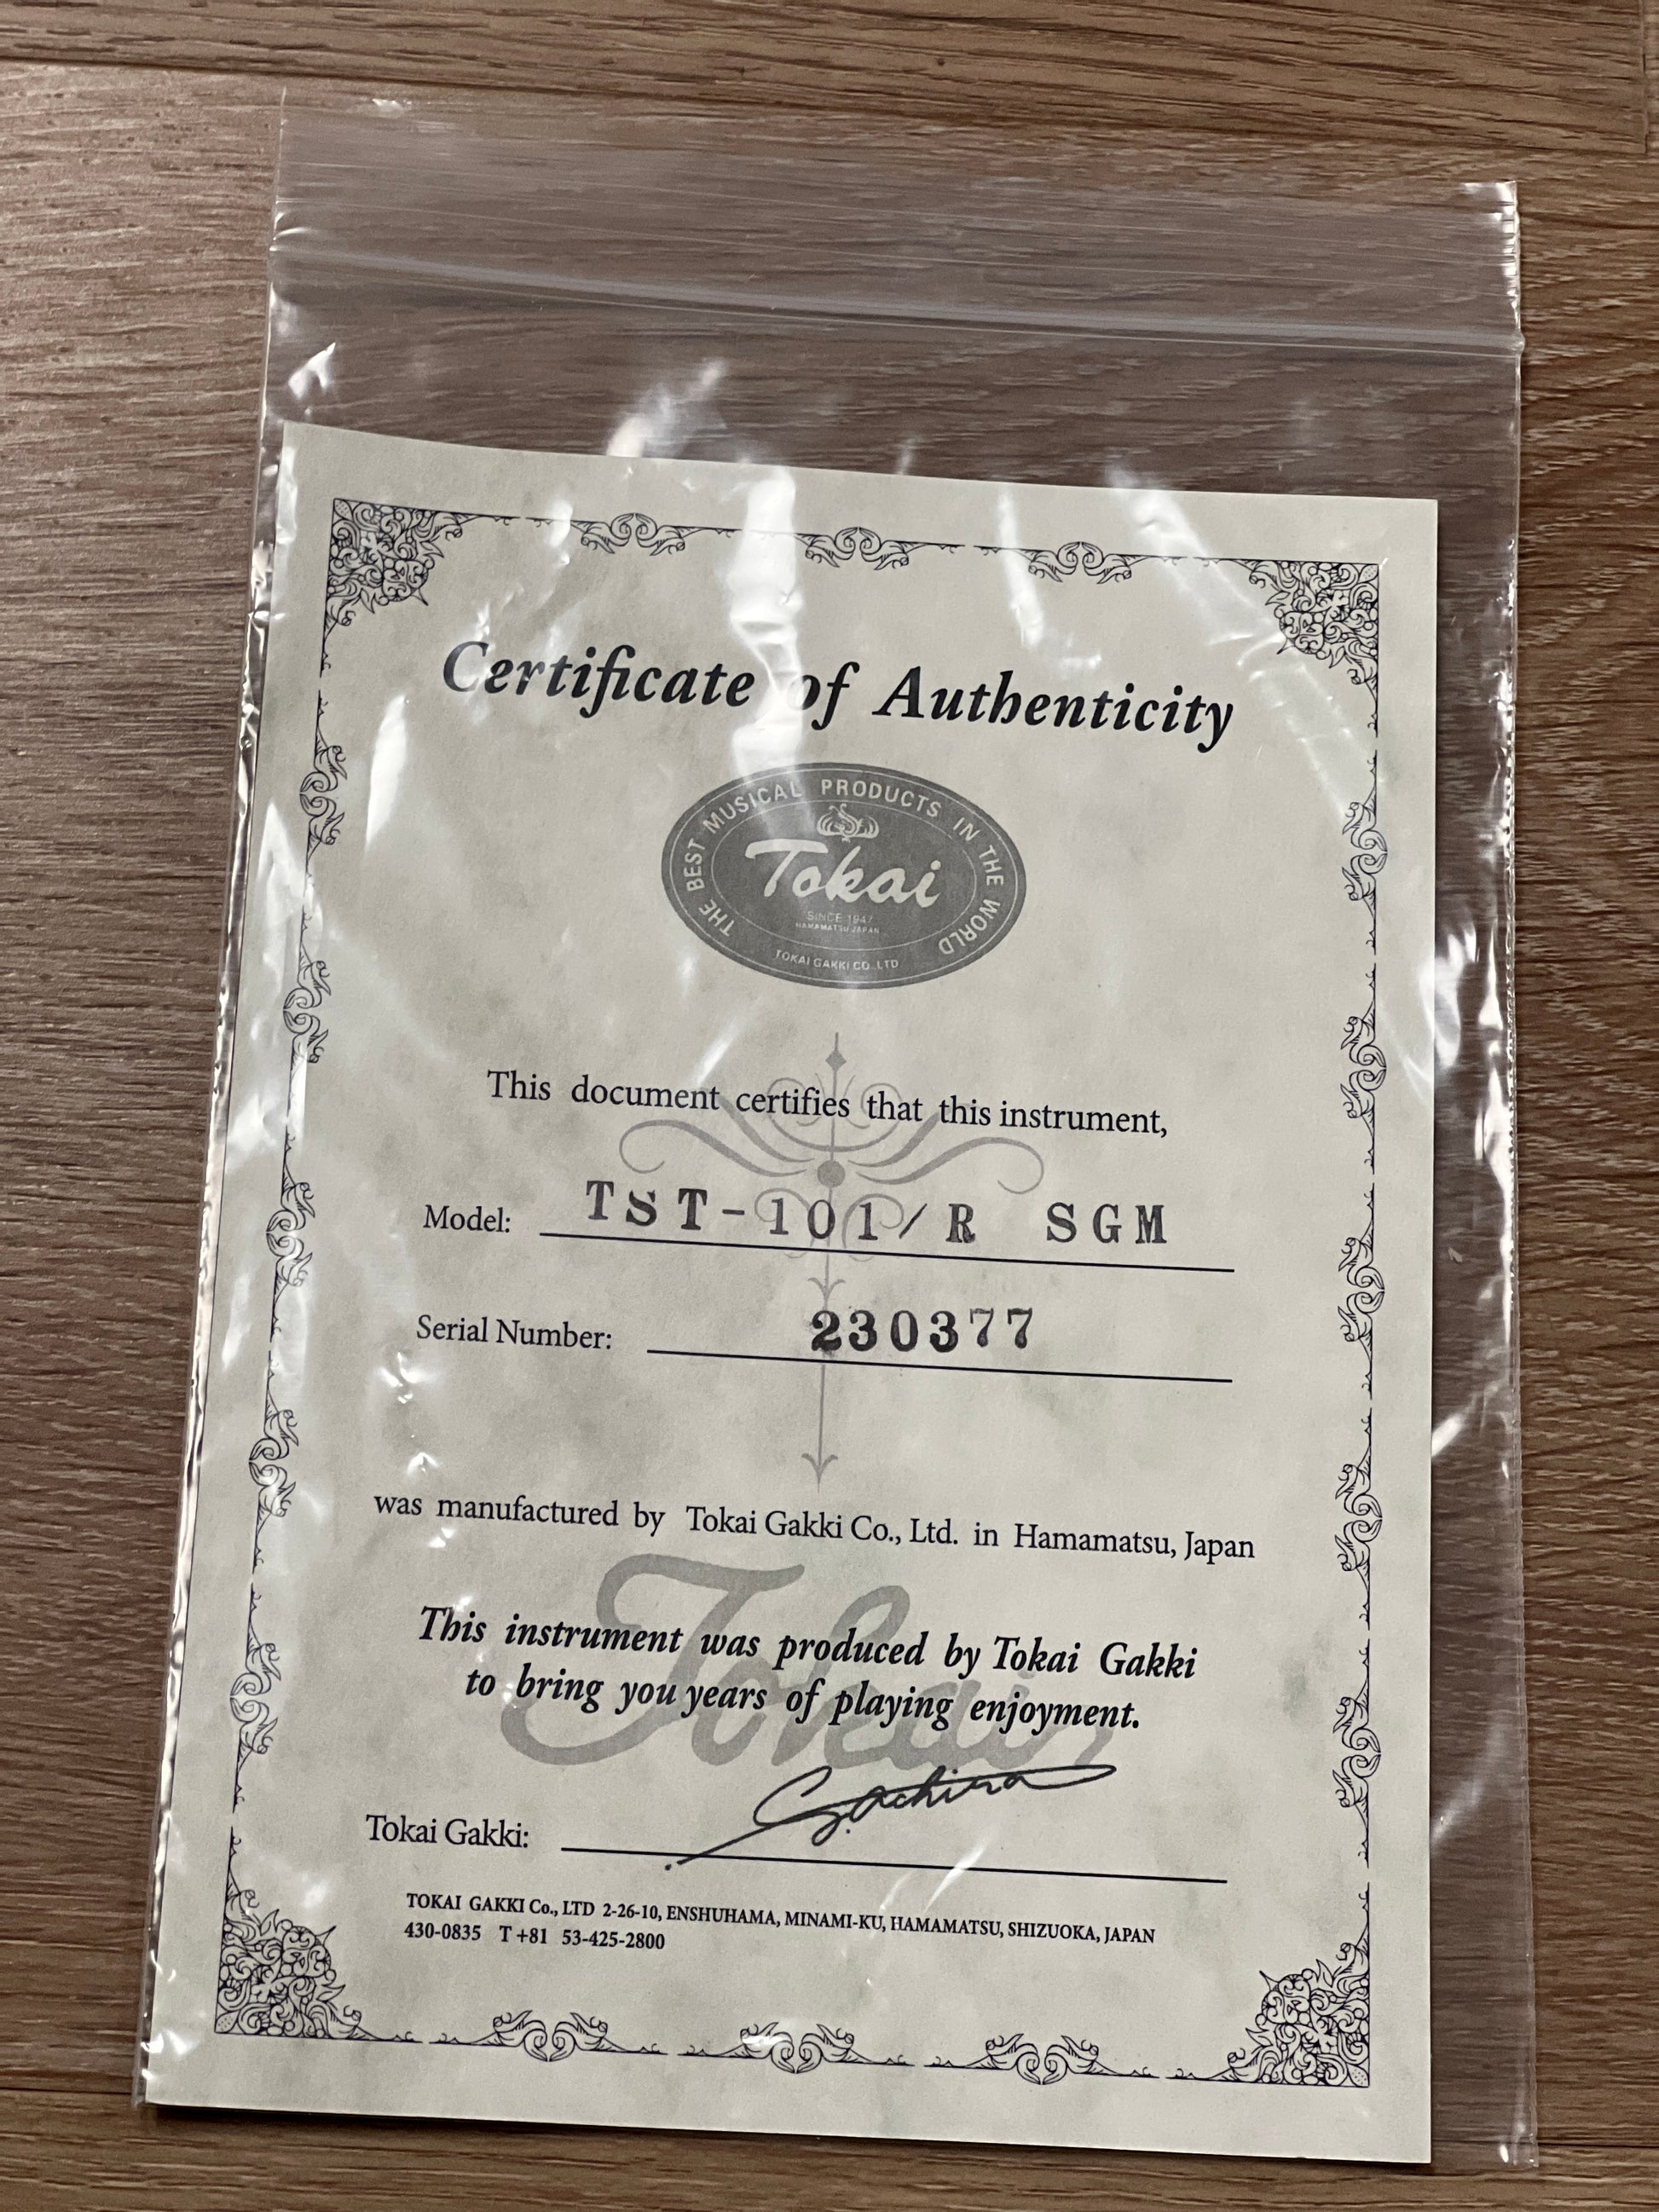 Certificate of Authenticity
THE BEST MUSICAL PRODUCTS IN THE WORLD
Tokai
SINCE 1947
HAMAMATSU JAPAN
TOKAI GAKKI CO. LTD
This document certifies that this instrument,
Model: TST-101/R SGM
Serial Number: 230377
was manufactured by Tokai Gakki Co., Ltd. in Hamamatsu, Japan
Tokai
This instrument was produced by Tokai Gakki
to bring you years of playing enjoyment.
Tokai Gakki:
TOKAI GAKKI Co., LTD 2-26-10, ENSHUHAMA, MINAMI-KU, HAMAMATSU, SHIZUOKA, JAPAN
430-0835 T +81 53-425-2800